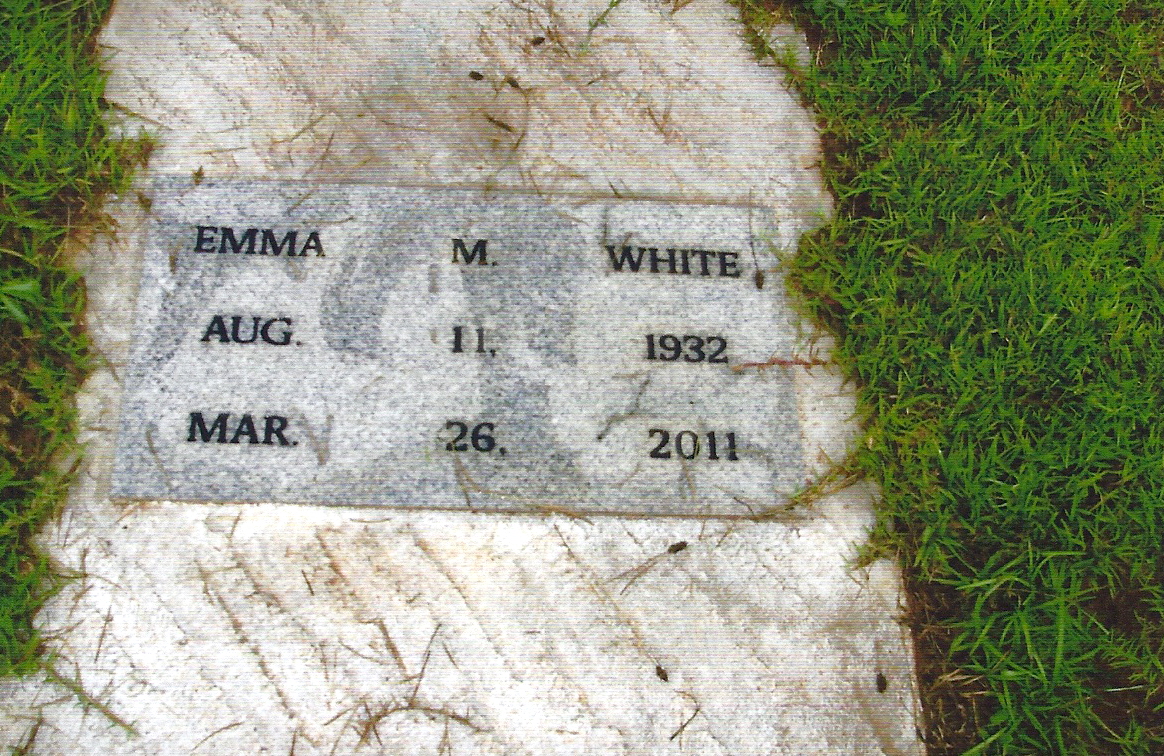 EMMA M. WHITE
AUG. 11, 1932
MAR. 26, 2011